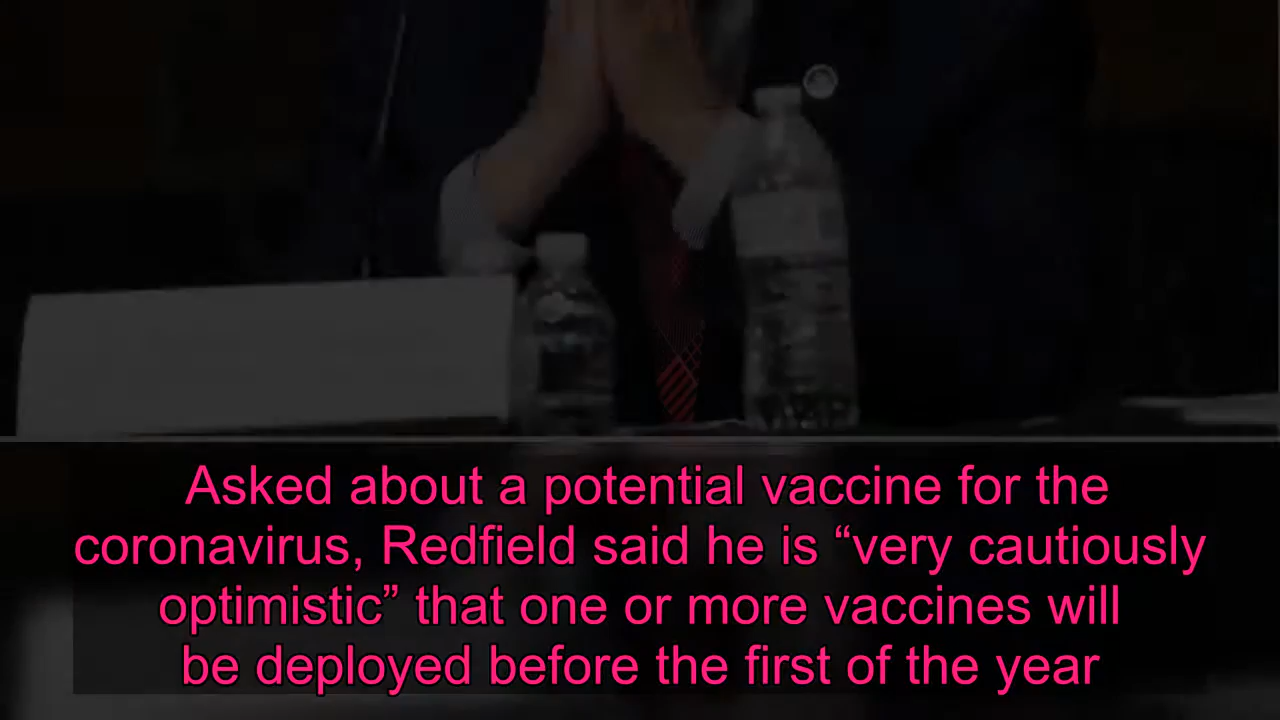 Asked about a potential vaccine for the
coronavirus, Redfield said he is “very cautiously
optimistic” that one or more vaccines will
be deployed before the first of the year